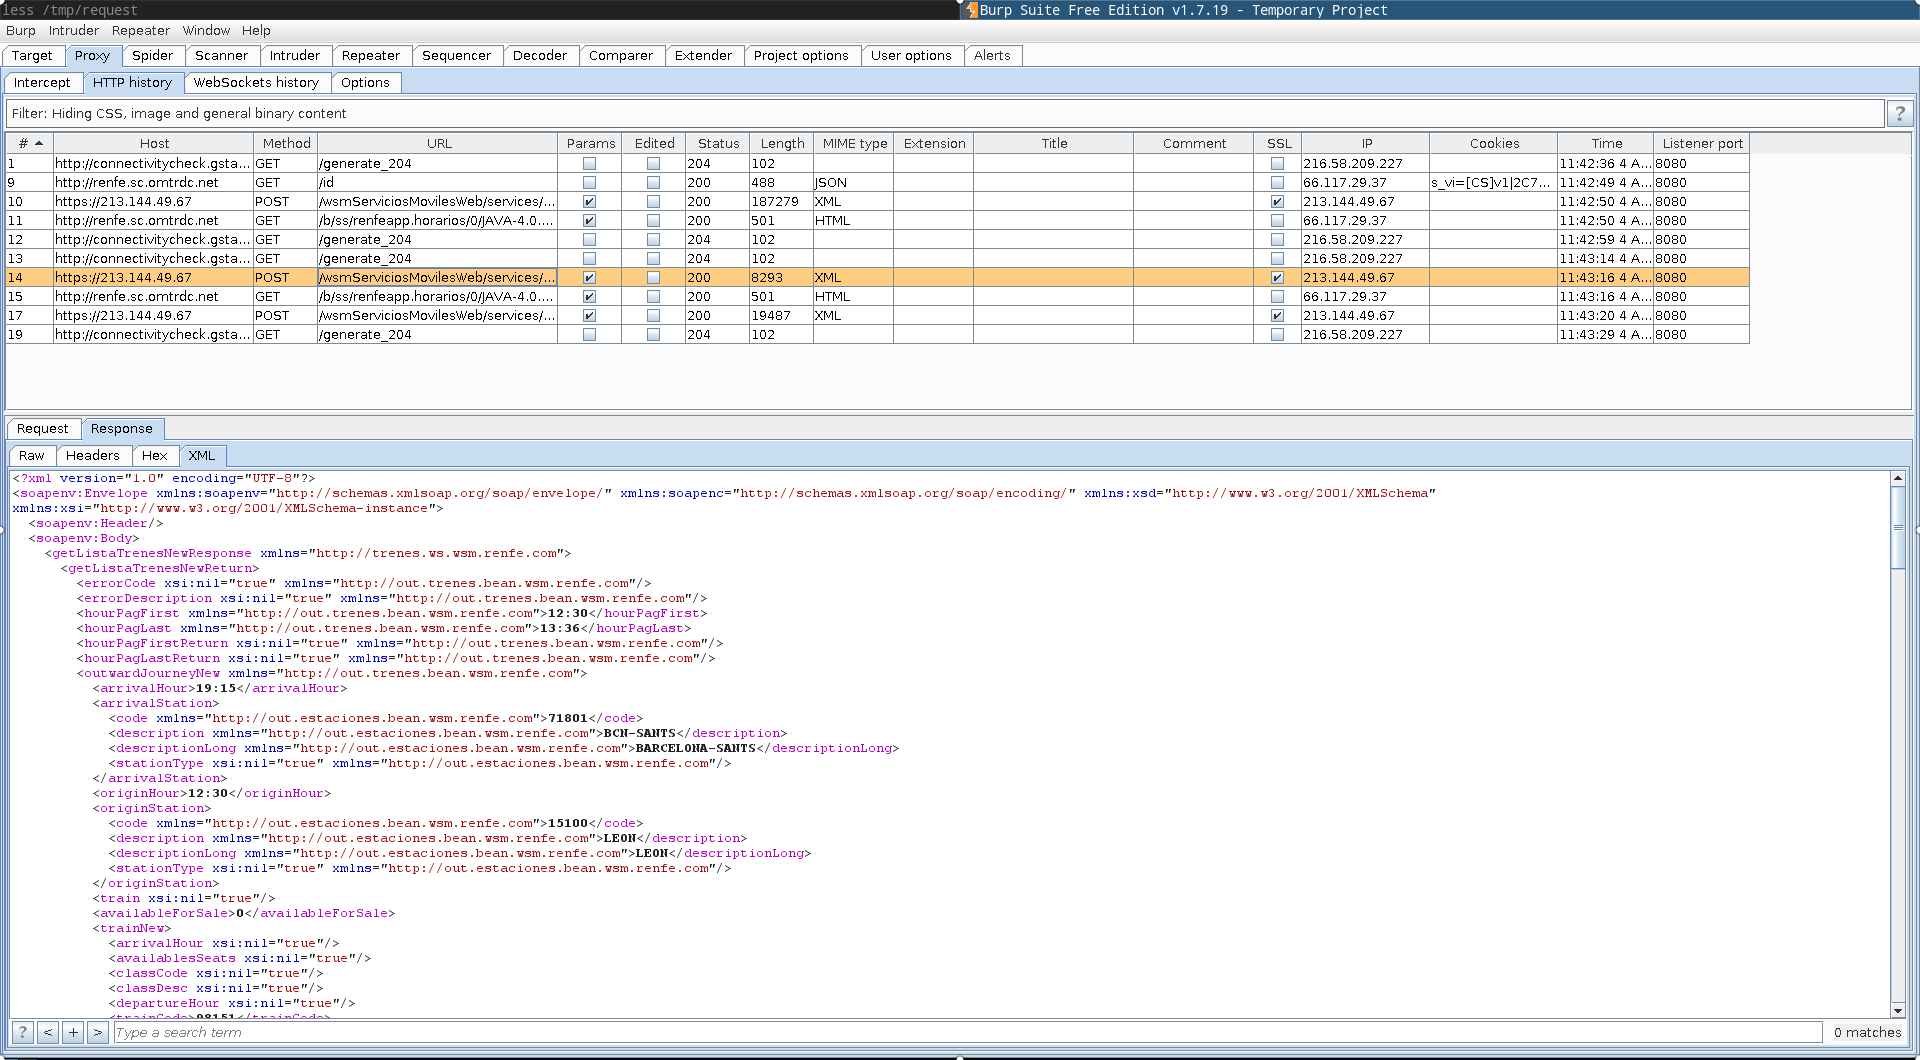 less /tmp/request
Burp Suite Free Edition v1.7.19 - Temporary Project
Burp Intruder Repeater Window Help
Target Proxy Spider Scanner Intruder Repeater Sequencer Decoder Comparer Extender Project options User options Alerts
Intercept HTTP history WebSockets history Options
Filter: Hiding CSS, image and general binary content ?
# Host Method URL Params Edited Status Length MIME type Extension Title Comment SSL IP Cookies Time Listener port
1 http://connectivitycheck.gsta... GET /generate_204 204 102 216.58.209.227 11:42:36 4 A... 8080
9 http://renfe.sc.omtrdc.net GET /id 200 488 JSON 66.117.29.37 s_vi=[CS]v1|2C7... 11:42:49 4 A... 8080
10 https://213.144.49.67 POST /wsmServiciosMovilesWeb/services/... 200 187279 XML 213.144.49.67 11:42:50 4 A... 8080
11 http://renfe.sc.omtrdc.net GET /b/ss/renfeapp.horarios/0/JAVA-4.0.... 200 501 HTML 66.117.29.37 11:42:50 4 A... 8080
12 http://connectivitycheck.gsta... GET /generate_204 204 102 216.58.209.227 11:42:59 4 A... 8080
13 http://connectivitycheck.gsta... GET /generate_204 204 102 216.58.209.227 11:43:14 4 A... 8080
14 https://213.144.49.67 POST /wsmServiciosMovilesWeb/services/... 200 8293 XML 213.144.49.67 11:43:16 4 A... 8080
15 http://renfe.sc.omtrdc.net GET /b/ss/renfeapp.horarios/0/JAVA-4.0.... 200 501 HTML 66.117.29.37 11:43:16 4 A... 8080
17 https://213.144.49.67 POST /wsmServiciosMovilesWeb/services/... 200 19487 XML 213.144.49.67 11:43:20 4 A... 8080
19 http://connectivitycheck.gsta... GET /generate_204 204 102 216.58.209.227 11:43:29 4 A... 8080
Request Response
Raw Headers Hex XML
<?xml version="1.0" encoding="UTF-8"?>
<soapenv:Envelope xmlns:soapenv="http://schemas.xmlsoap.org/soap/envelope/" xmlns:soapenc="http://schemas.xmlsoap.org/soap/encoding/" xmlns:xsd="http://www.w3.org/2001/XMLSchema"
xmlns:xsi="http://www.w3.org/2001/XMLSchema-instance">
<soapenv:Header/>
<soapenv:Body>
<getListaTrenesNewResponse xmlns="http://trenes.ws.wsm.renfe.com">
<getListaTrenesNewReturn>
<errorCode xsi:nil="true" xmlns="http://out.trenes.bean.wsm.renfe.com"/>
<errorDescription xsi:nil="true" xmlns="http://out.trenes.bean.wsm.renfe.com"/>
<hourPagFirst xmlns="http://out.trenes.bean.wsm.renfe.com">12:30</hourPagFirst>
<hourPagLast xmlns="http://out.trenes.bean.wsm.renfe.com">13:36</hourPagLast>
<hourPagFirstReturn xsi:nil="true" xmlns="http://out.trenes.bean.wsm.renfe.com"/>
<hourPagLastReturn xsi:nil="true" xmlns="http://out.trenes.bean.wsm.renfe.com"/>
<outwardJourneyNew xmlns="http://out.trenes.bean.wsm.renfe.com">
<arrivalHour>19:15</arrivalHour>
<arrivalStation>
<code xmlns="http://out.estaciones.bean.wsm.renfe.com">71801</code>
<description xmlns="http://out.estaciones.bean.wsm.renfe.com">BCN-SANTS</description>
<descriptionLong xmlns="http://out.estaciones.bean.wsm.renfe.com">BARCELONA-SANTS</descriptionLong>
<stationType xsi:nil="true" xmlns="http://out.estaciones.bean.wsm.renfe.com"/>
</arrivalStation>
<originHour>12:30</originHour>
<originStation>
<code xmlns="http://out.estaciones.bean.wsm.renfe.com">15100</code>
<description xmlns="http://out.estaciones.bean.wsm.renfe.com">LEON</description>
<descriptionLong xmlns="http://out.estaciones.bean.wsm.renfe.com">LEON</descriptionLong>
<stationType xsi:nil="true" xmlns="http://out.estaciones.bean.wsm.renfe.com"/>
</originStation>
<train xsi:nil="true"/>
<availableForSale>0</availableForSale>
<trainNew>
<arrivalHour xsi:nil="true"/>
<availablesSeats xsi:nil="true"/>
<classCode xsi:nil="true"/>
<classDesc xsi:nil="true"/>
<departureHour xsi:nil="true"/>
<trainCode>98151</trainCode>
? < + > Type a search term 0 matches